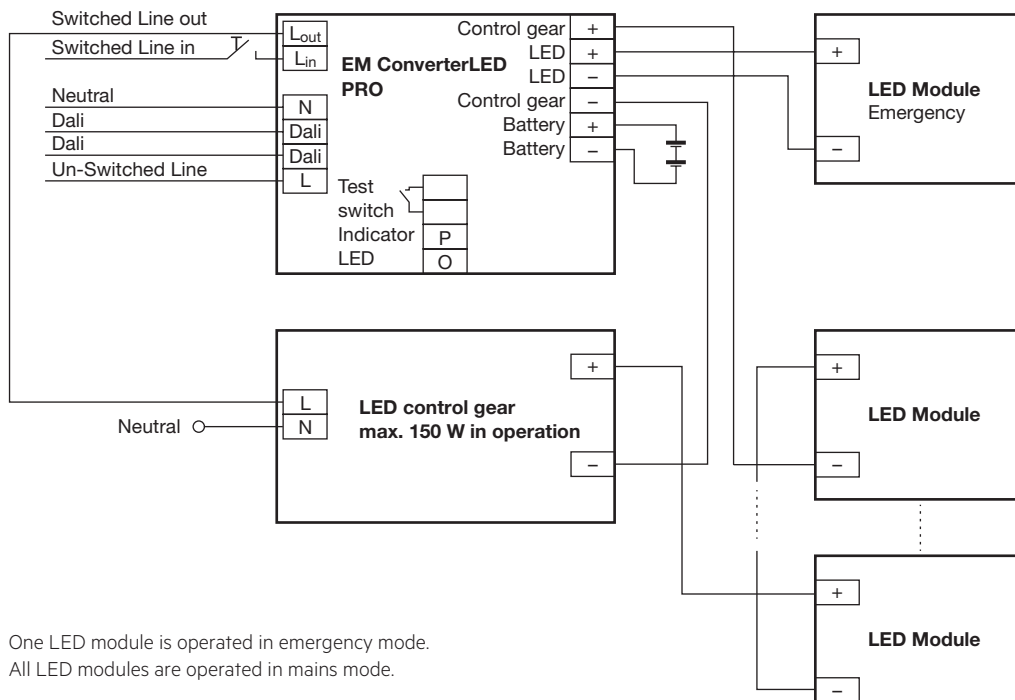 Switched Line out
Switched Line in
Neutral
Dali
Dali
Un-Switched Line
Lout
Lin
N
Dali
Dali
L
EM ConverterLED
PRO
Test
switch
Indicator
LED
P
O
Control gear +
LED +
LED –
Control gear –
Battery +
Battery –
+
LED Module
Emergency
–
L
N
Neutral
LED control gear
max. 150 W in operation
+
–
+
LED Module
–
+
LED Module
–
One LED module is operated in emergency mode.
All LED modules are operated in mains mode.